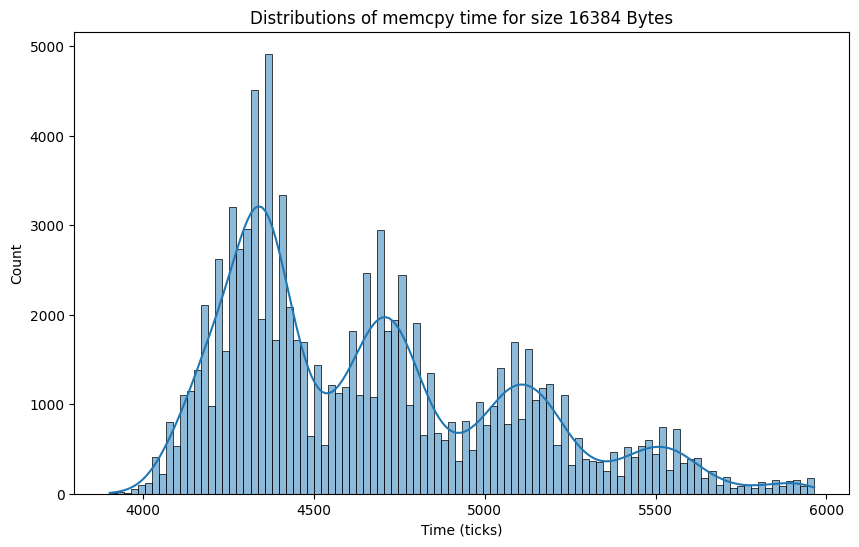 Distributions of memcpy time for size 16384 Bytes
5000
4000
3000
2000
1000
0
Count
4000 4500 5000 5500 6000
Time (ticks)